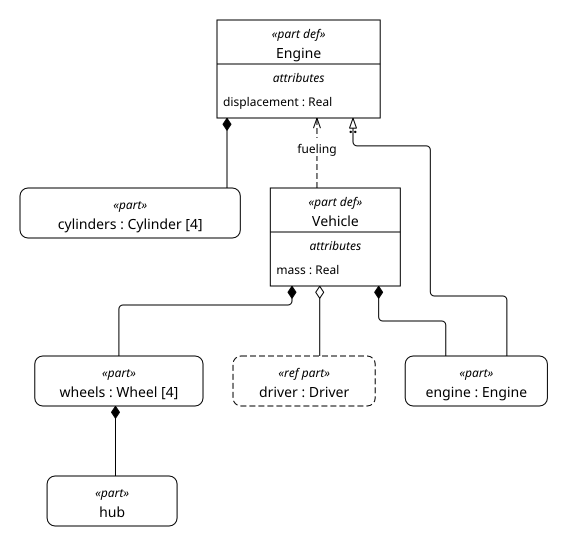 «part def»
Engine
attributes
displacement : Real
fueling
«part»
cylinders : Cylinder [4]
«part def»
Vehicle
attributes
mass : Real
«part»
wheels : Wheel [4]
«ref part»
driver : Driver
«part»
engine : Engine
«part»
hub